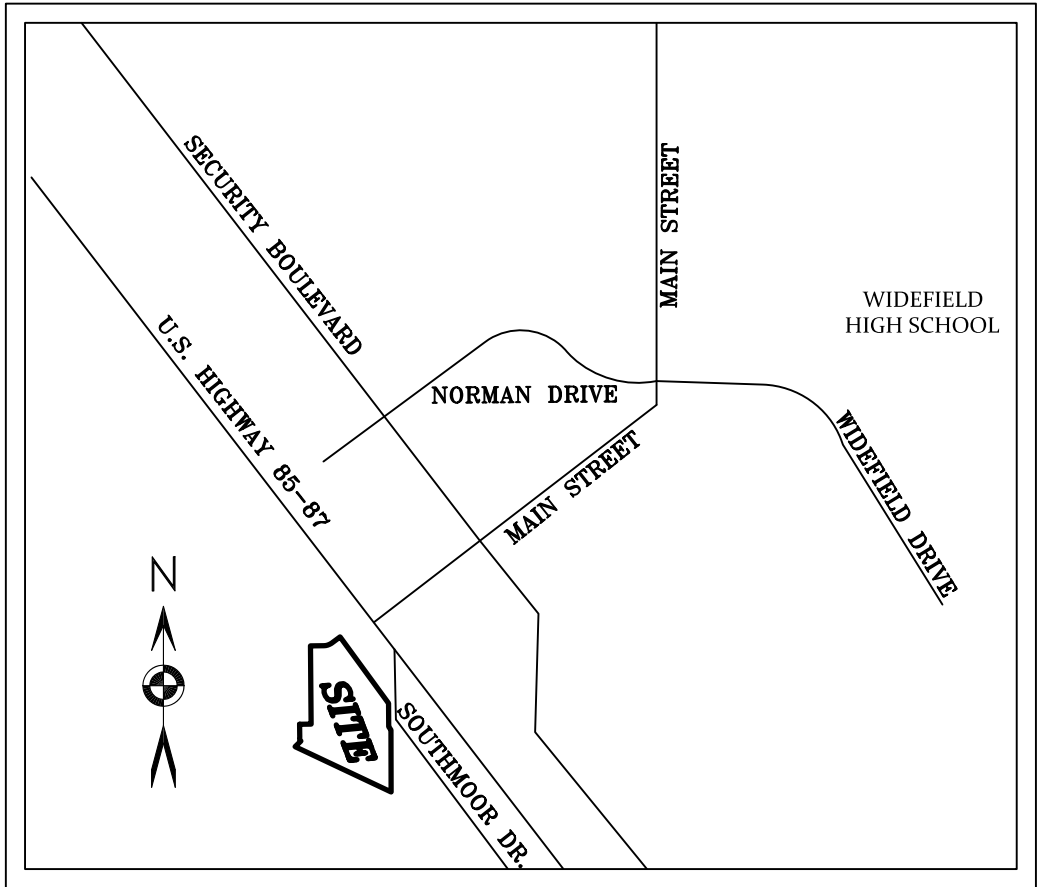 SECURITY BOULEVARD
MAIN STREET
WIDEFIELD
HIGH SCHOOL
U.S. HIGHWAY 85-87
NORMAN DRIVE
MAIN STREET
WIDEFIELD DRIVE
N
SITE
SOUTHMOOR DR.